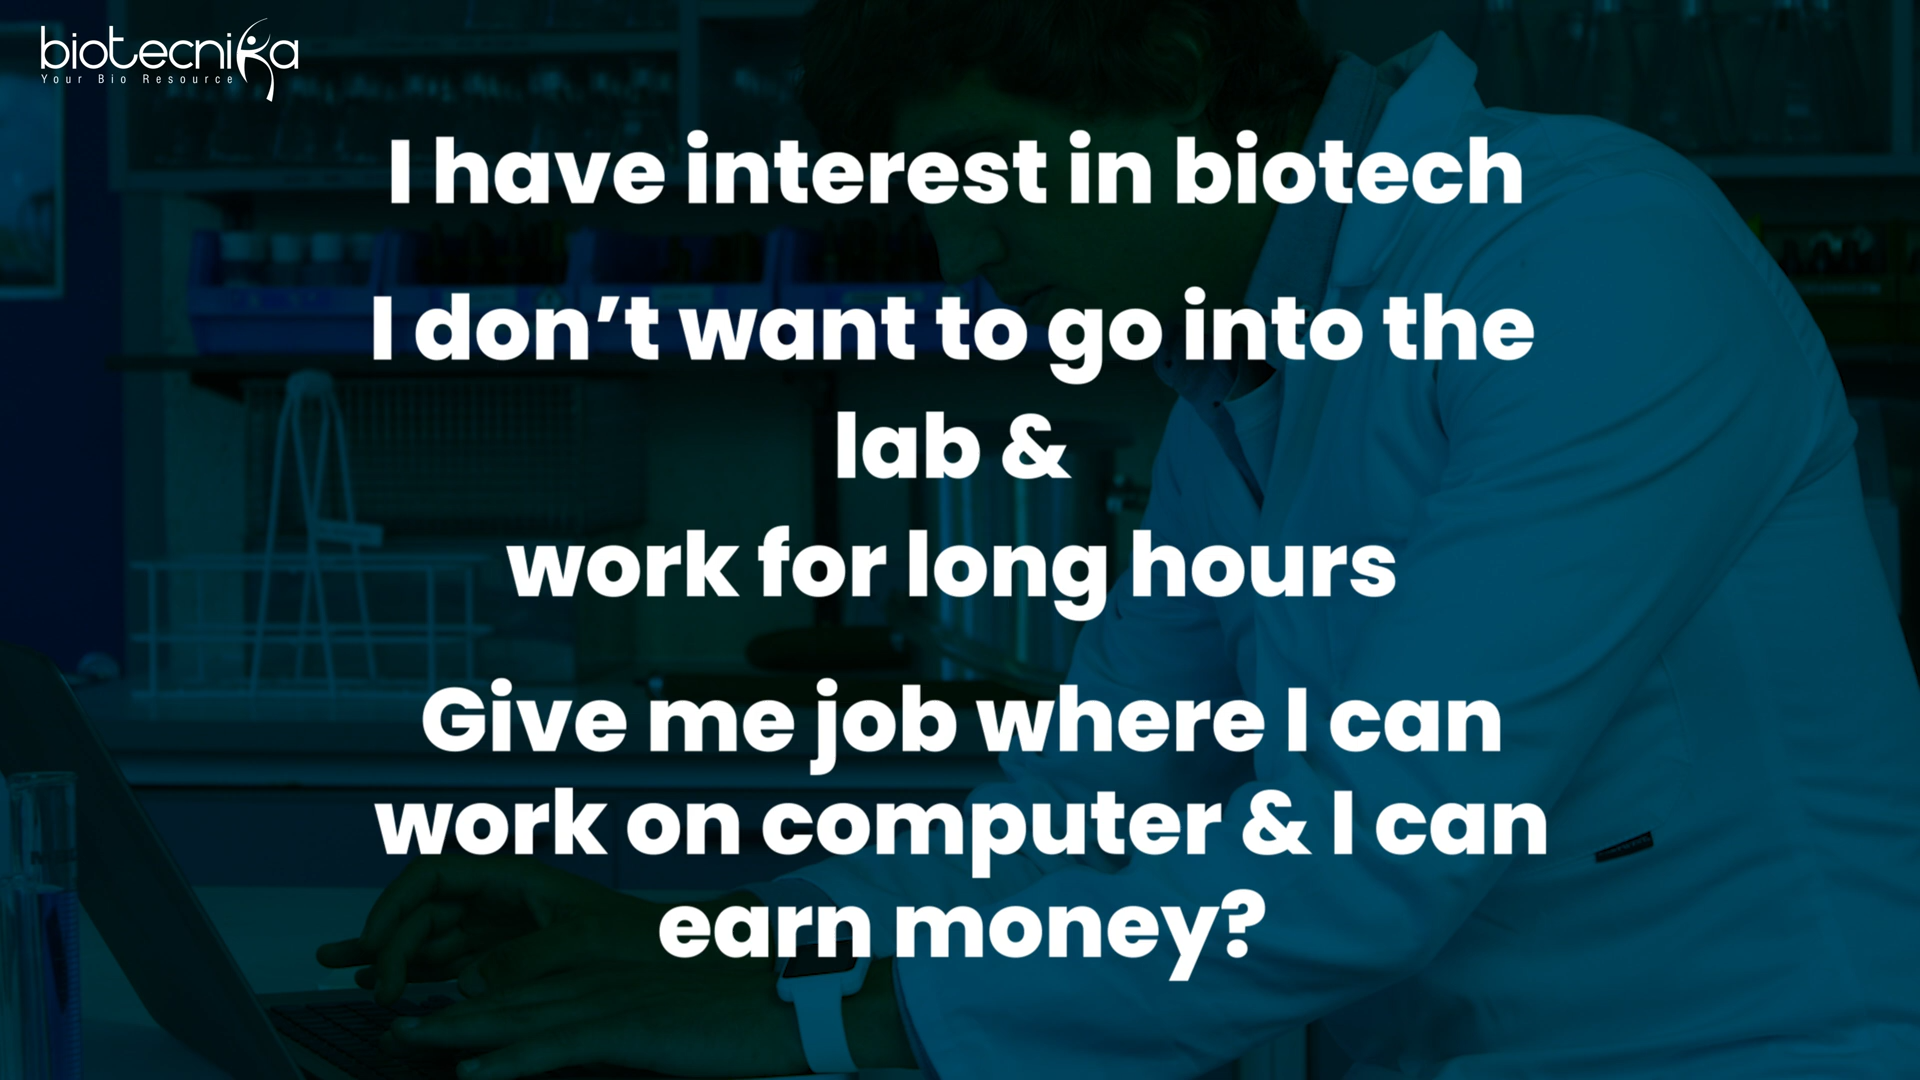 biotecnika
Your Bio Resource
I have interest in biotech
I don’t want to go into the
lab &
work for long hours
Give me job where I can
work on computer & I can
earn money?